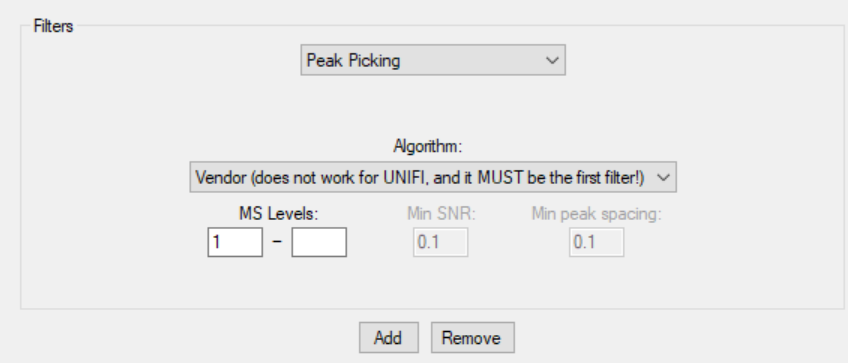 Filters
Peak Picking
Algorithm:
Vendor (does not work for UNIFI, and it MUST be the first filter!)
MS Levels: Min SNR: Min peak spacing:
1 - 0.1 0.1
Add Remove